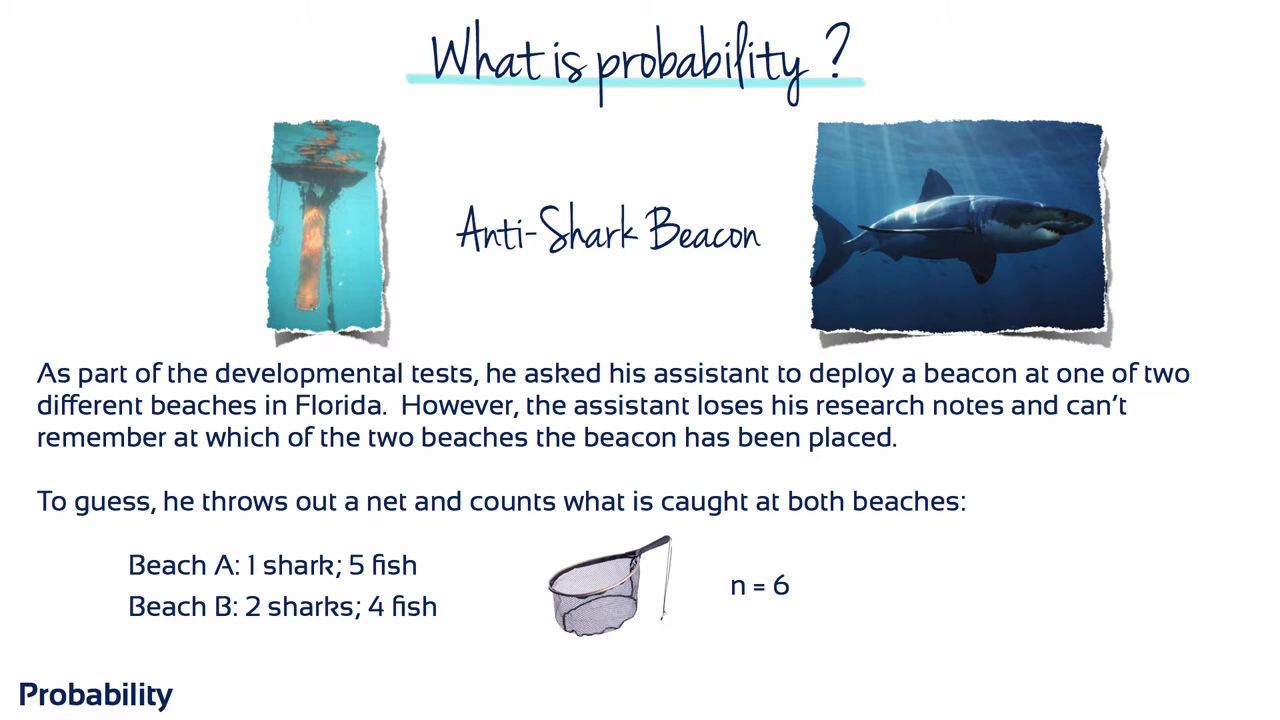 What is probability ?
Anti-Shark Beacon
As part of the developmental tests, he asked his assistant to deploy a beacon at one of two
different beaches in Florida.  However, the assistant loses his research notes and can't
remember at which of the two beaches the beacon has been placed.
To guess, he throws out a net and counts what is caught at both beaches:
Beach A: 1 shark; 5 fish
Beach B: 2 sharks; 4 fish
n = 6
Probability